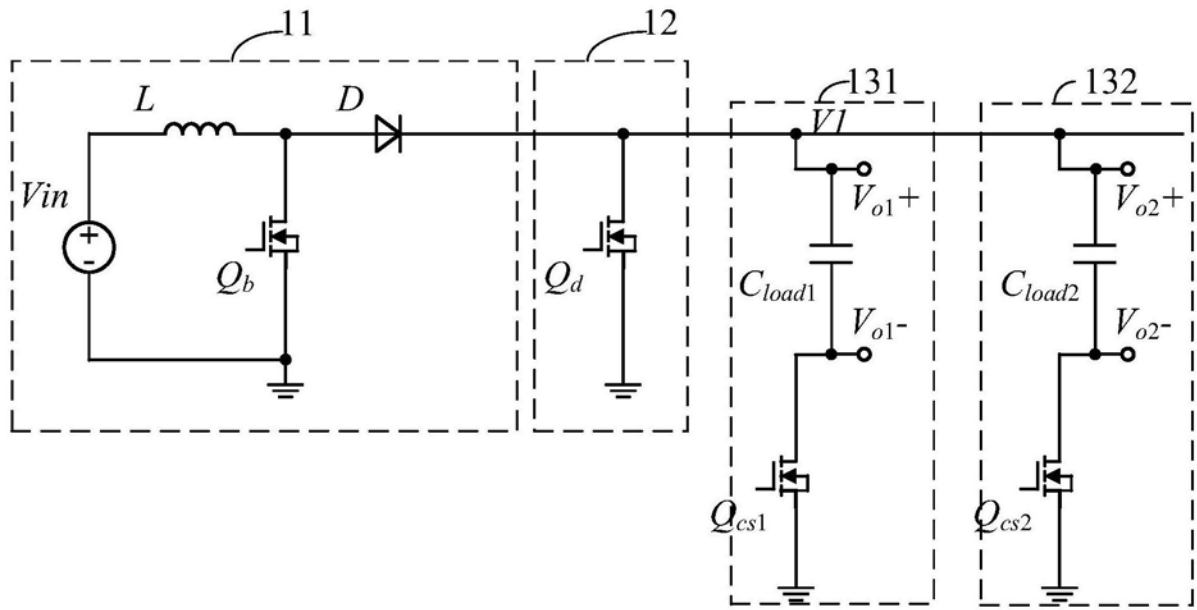 11
12
131
132
L
D
V1
Vin
+
-
Qb
Qd
Vo1+
Cload1
Vo1-
Qcs1
Vo2+
Cload2
Vo2-
Qcs2